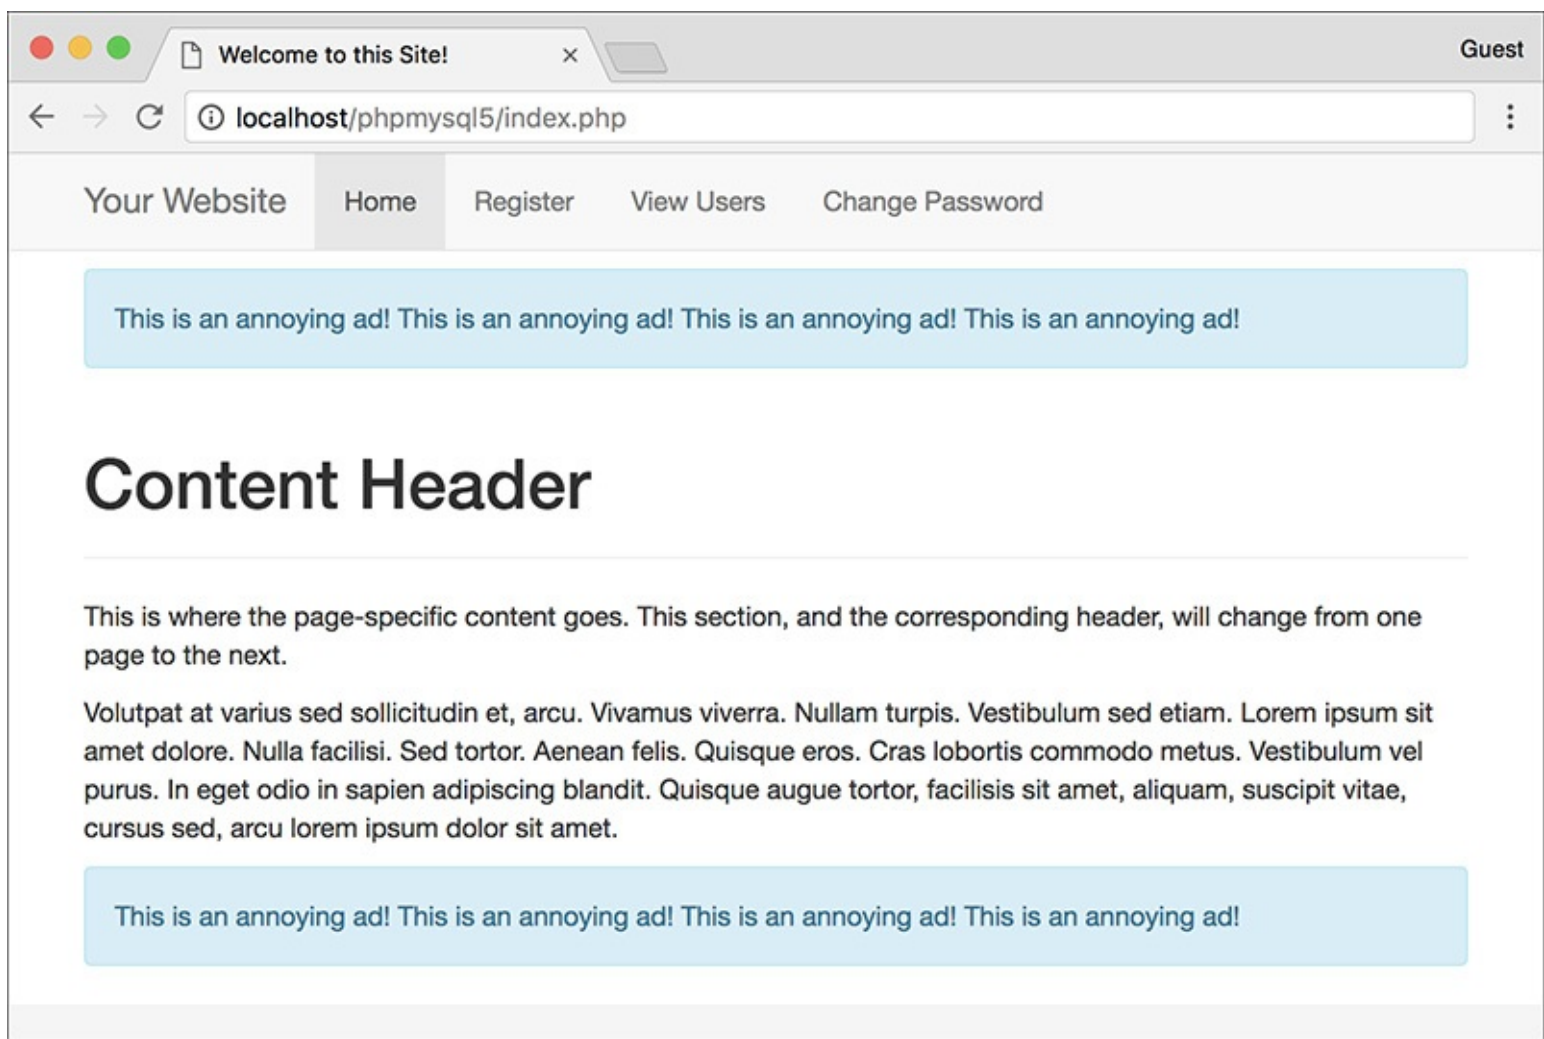 Welcome to this Site!
Guest
localhost/phpmysql5/index.php
Your Website Home Register View Users Change Password
This is an annoying ad! This is an annoying ad! This is an annoying ad! This is an annoying ad!
Content Header
This is where the page-specific content goes. This section, and the corresponding header, will change from one
page to the next.
Volutpat at varius sed sollicitudin et, arcu. Vivamus viverra. Nullam turpis. Vestibulum sed etiam. Lorem ipsum sit
amet dolore. Nulla facilisi. Sed tortor. Aenean felis. Quisque eros. Cras lobortis commodo metus. Vestibulum vel
purus. In eget odio in sapien adipiscing blandit. Quisque augue tortor, facilisis sit amet, aliquam, suscipit vitae,
cursus sed, arcu lorem ipsum dolor sit amet.
This is an annoying ad! This is an annoying ad! This is an annoying ad! This is an annoying ad!